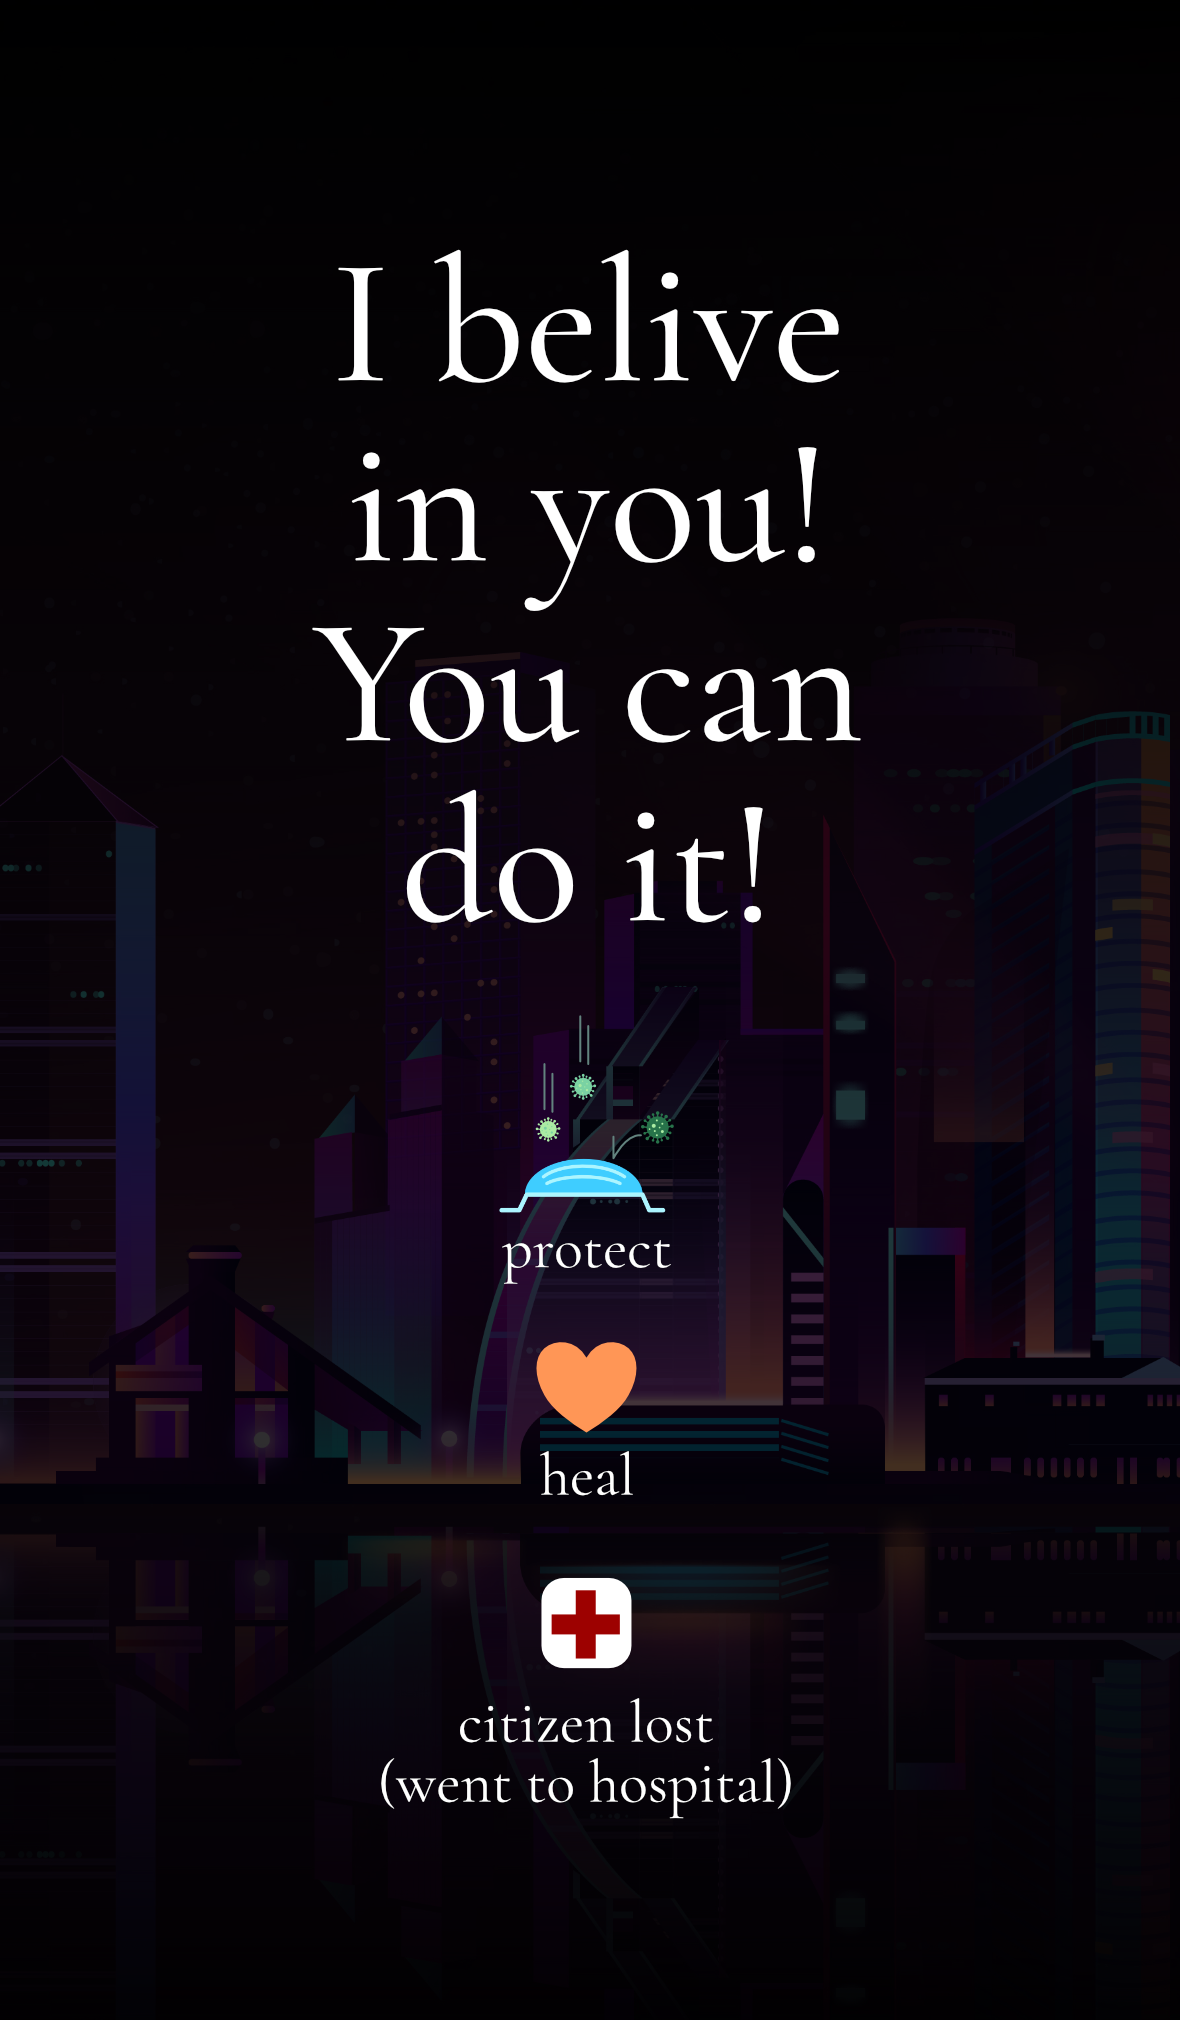 I belive
in you!
You can
do it!
protect
heal
citizen lost
(went to hospital)